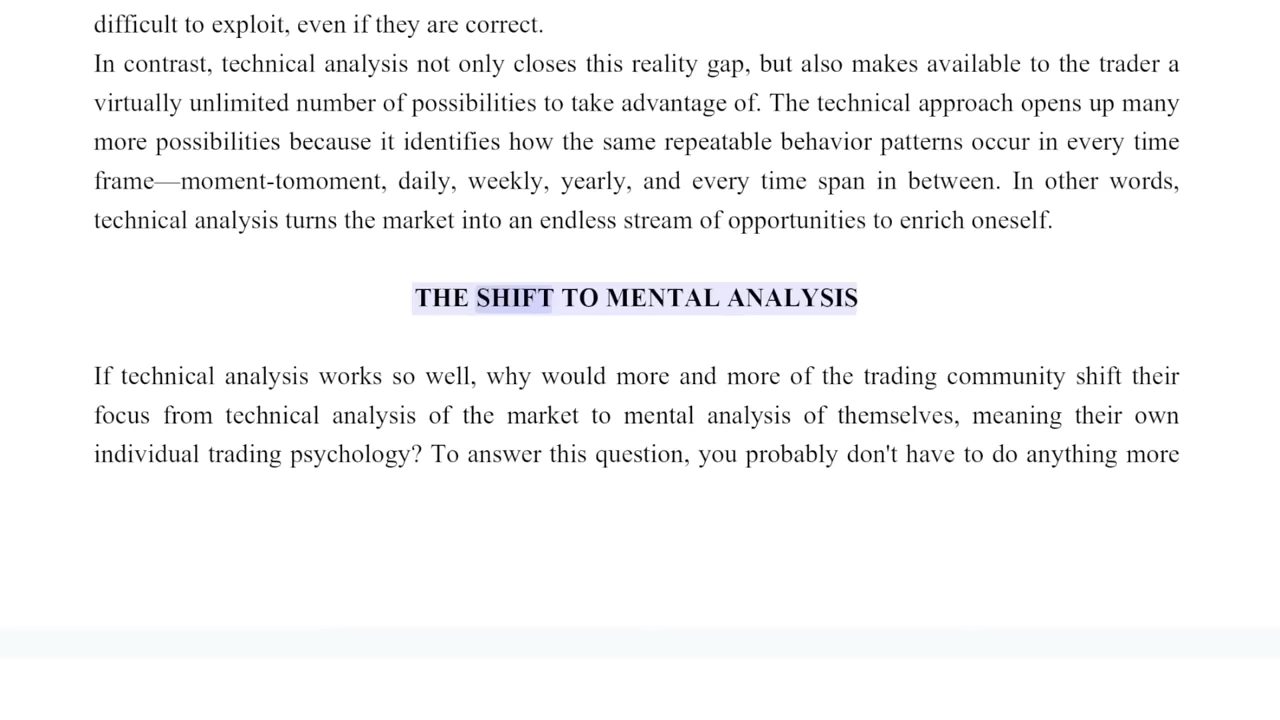 difficult to exploit, even if they are correct.
In contrast, technical analysis not only closes this reality gap, but also makes available to the trader a
virtually unlimited number of possibilities to take advantage of. The technical approach opens up many
more possibilities because it identifies how the same repeatable behavior patterns occur in every time
frame—moment-tomoment, daily, weekly, yearly, and every time span in between. In other words,
technical analysis turns the market into an endless stream of opportunities to enrich oneself.
THE SHIFT TO MENTAL ANALYSIS
If technical analysis works so well, why would more and more of the trading community shift their
focus from technical analysis of the market to mental analysis of themselves, meaning their own
individual trading psychology? To answer this question, you probably don't have to do anything more